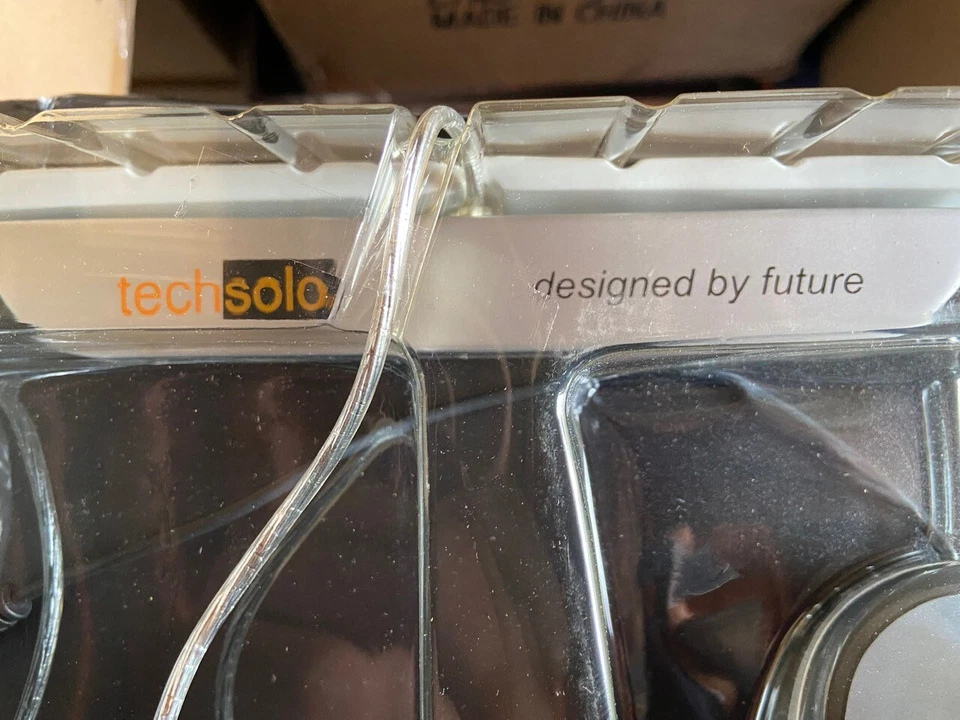 MADE IN CHINA
techsolo
designed by future